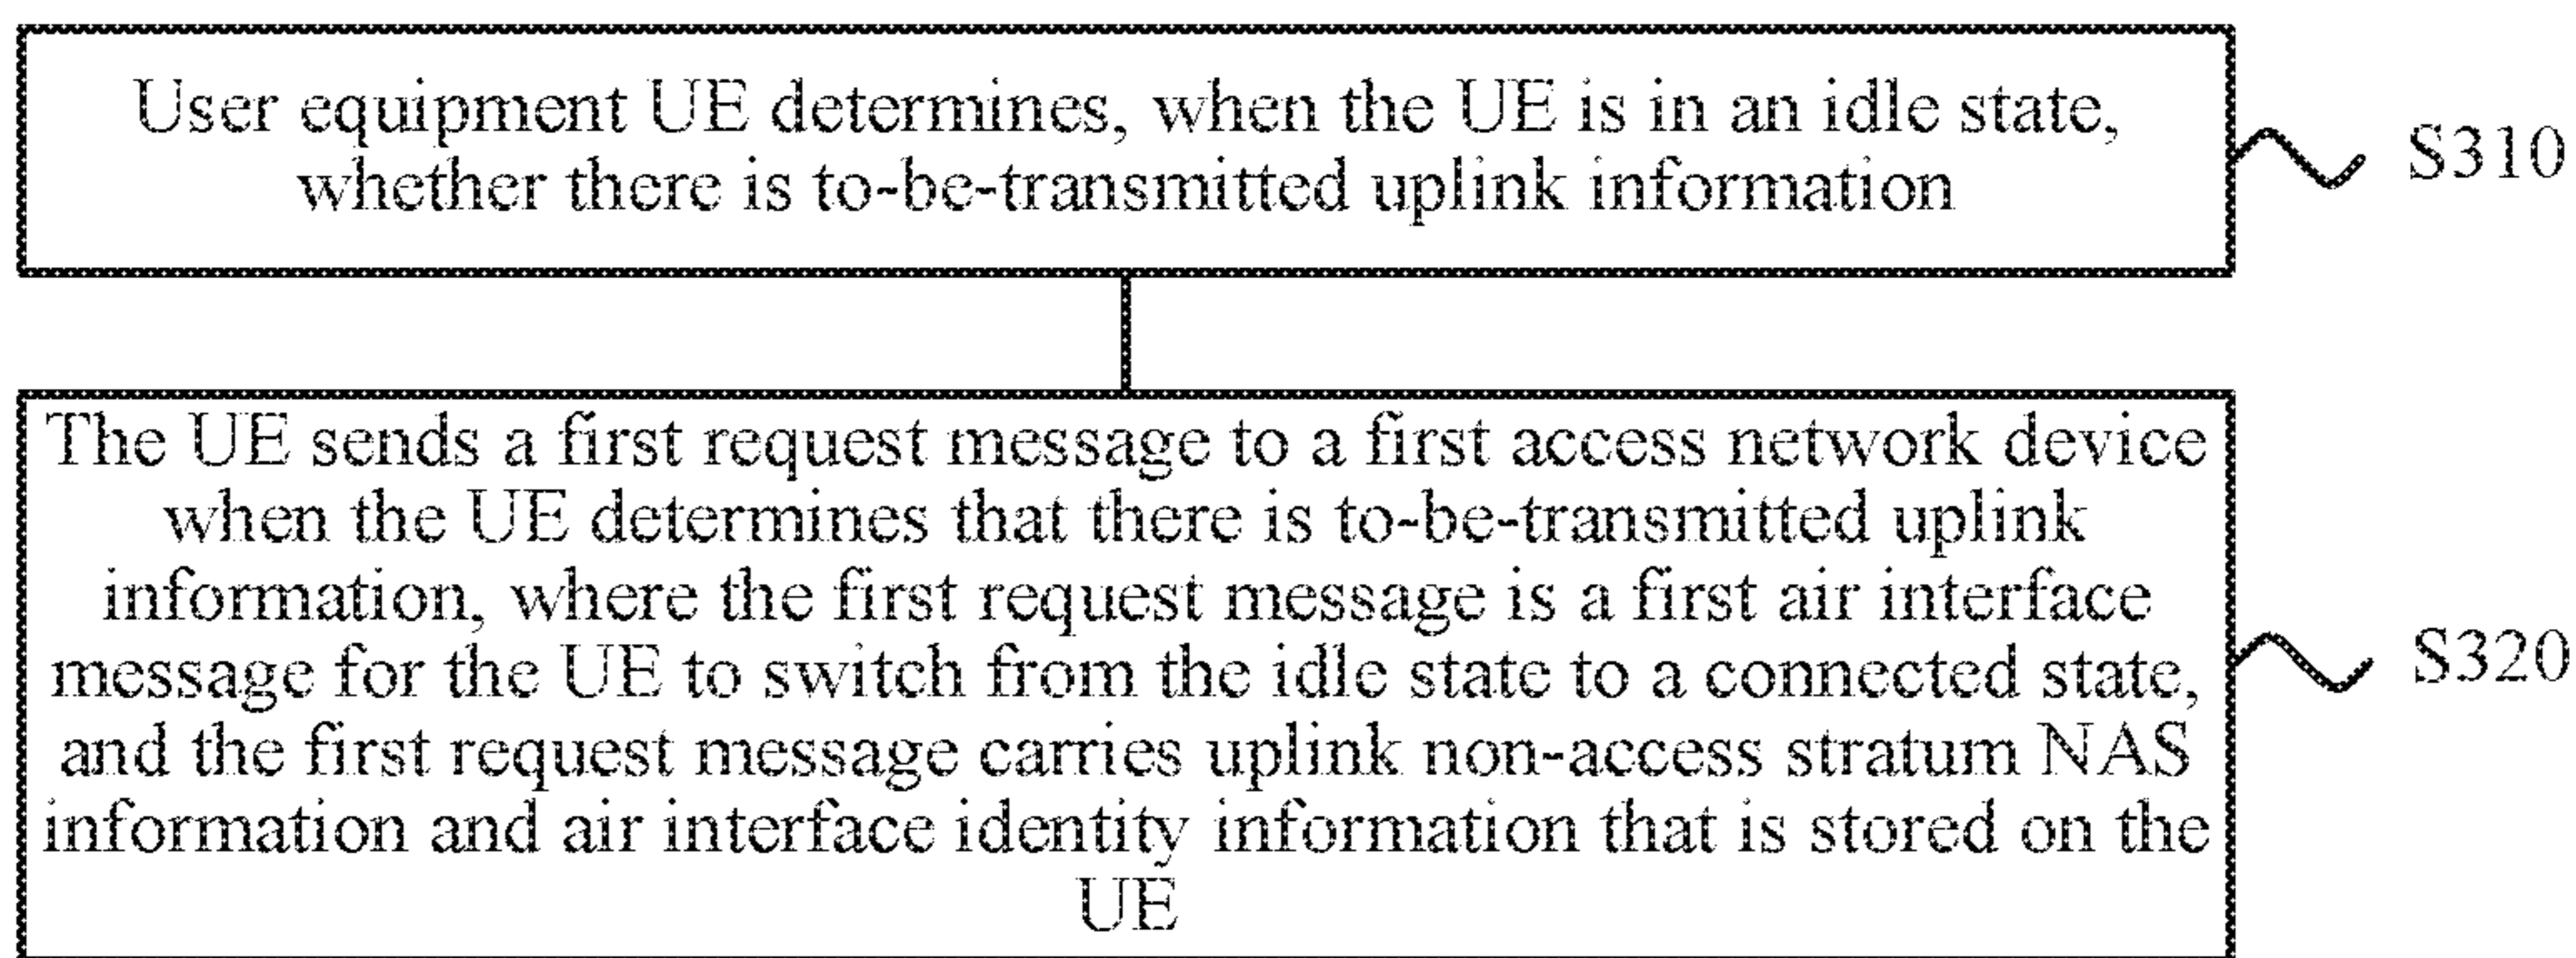 User equipment UE determines, when the UE is in an idle state,
whether there is to-be-transmitted uplink information
S310
The UE sends a first request message to a first access network device
when the UE determines that there is to-be-transmitted uplink
information, where the first request message is a first air interface
message for the UE to switch from the idle state to a connected state,
and the first request message carries uplink non-access stratum NAS
information and air interface identity information that is stored on the
UE
S320